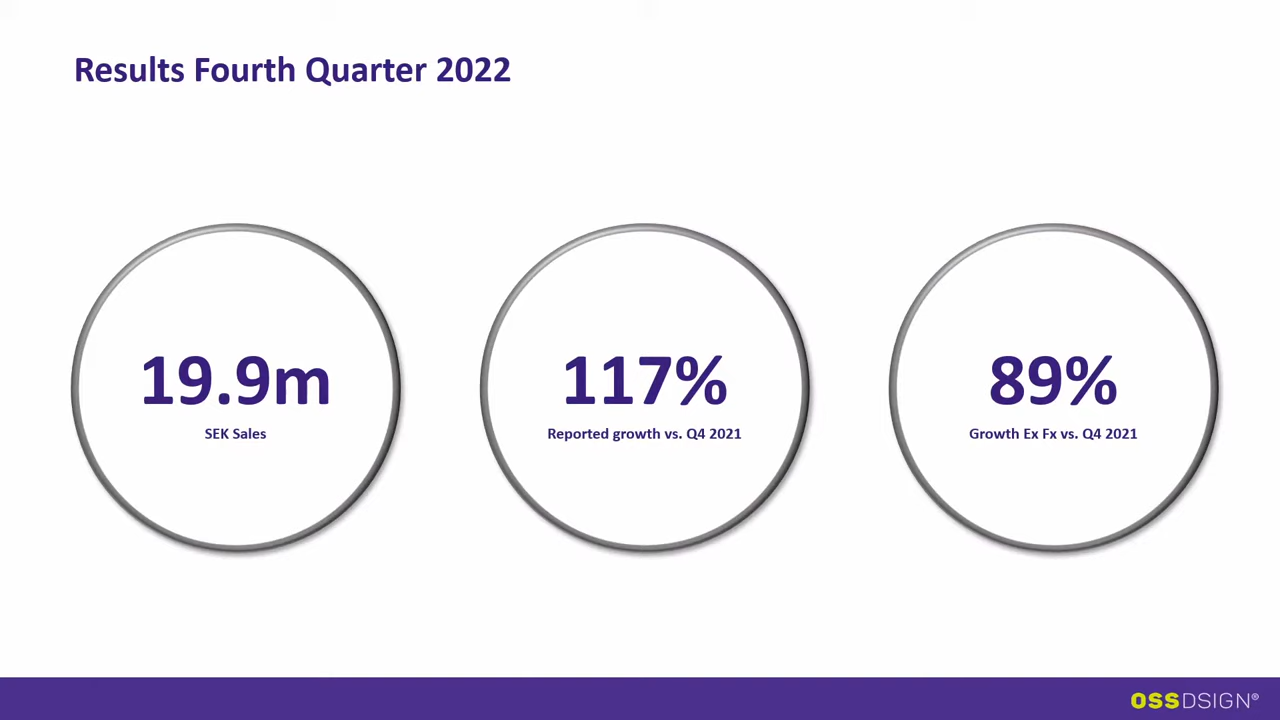 Results Fourth Quarter 2022
19.9m
SEK Sales
117%
Reported growth vs. Q4 2021
89%
Growth Ex Fx vs. Q4 2021
OSSDSIGN®